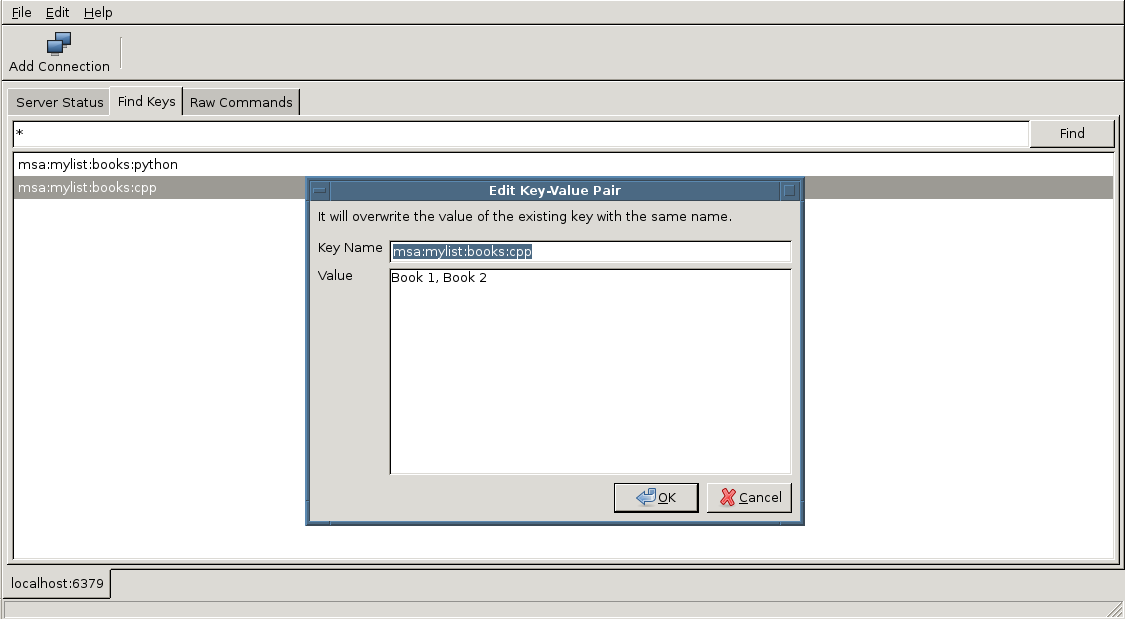 File Edit Help
Add Connection
Server Status Find Keys Raw Commands
* Find
msa:mylist:books:python
msa:mylist:books:cpp
Edit Key-Value Pair
It will overwrite the value of the existing key with the same name.
Key Name msa:mylist:books:cpp
Value Book 1, Book 2
OK Cancel
localhost:6379